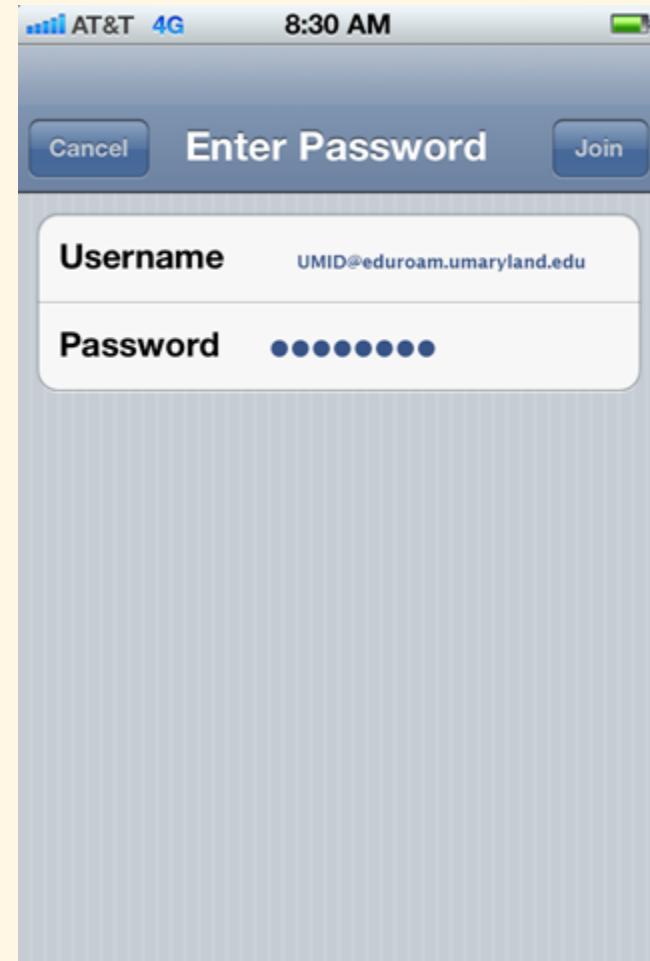 AT&T 4G 8:30 AM
Cancel Enter Password Join
Username UMID@eduroam.umaryland.edu
Password ●●●●●●●●